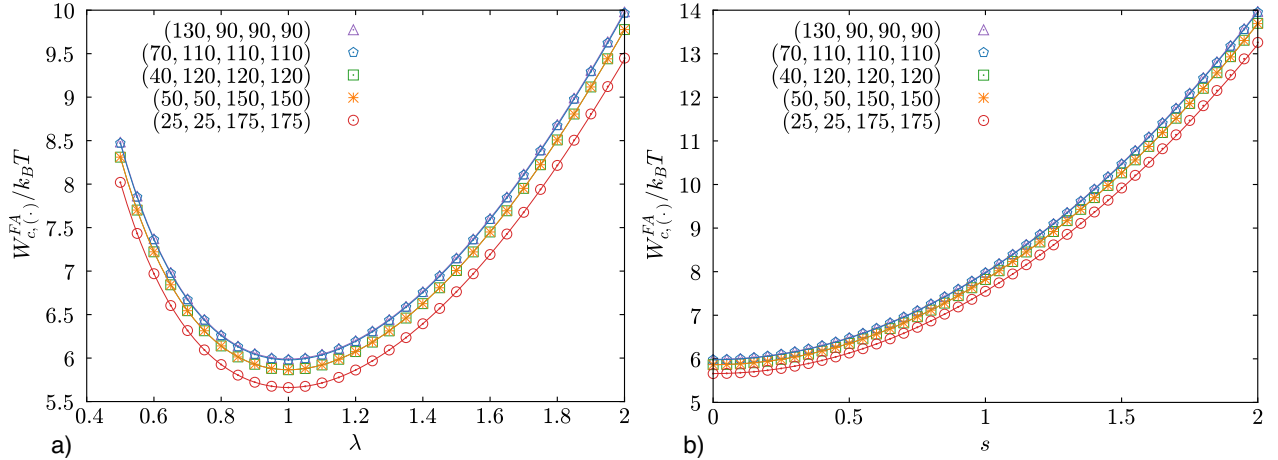 10
9.5
9
8.5
8
7.5
7
6.5
6
5.5
0.4 0.6 0.8 1 1.2 1.4 1.6 1.8 2
W_{c,(·)}^{FA}/k_BT
λ
(130, 90, 90, 90)
(70, 110, 110, 110)
(40, 120, 120, 120)
(50, 50, 150, 150)
(25, 25, 175, 175)
a)
14
13
12
11
10
9
8
7
6
5
0 0.5 1 1.5 2
W_{c,(·)}^{FA}/k_BT
s
(130, 90, 90, 90)
(70, 110, 110, 110)
(40, 120, 120, 120)
(50, 50, 150, 150)
(25, 25, 175, 175)
b)